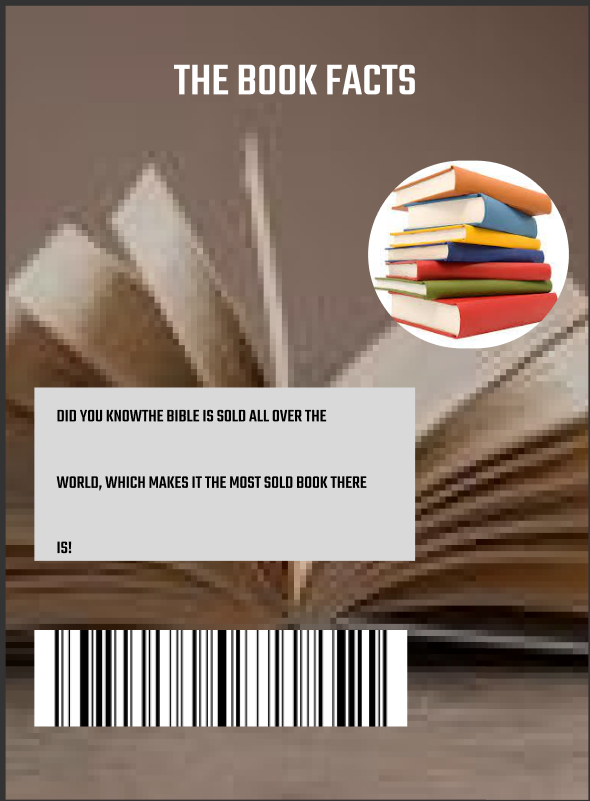 THE BOOK FACTS
DID YOU KNOWTHE BIBLE IS SOLD ALL OVER THE
WORLD, WHICH MAKES IT THE MOST SOLD BOOK THERE
IS!